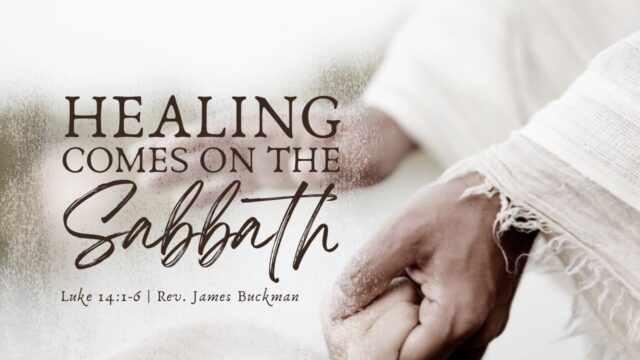 HEALING
COMES ON THE
Sabbath
Luke 14:1-6 | Rev. James Buckman